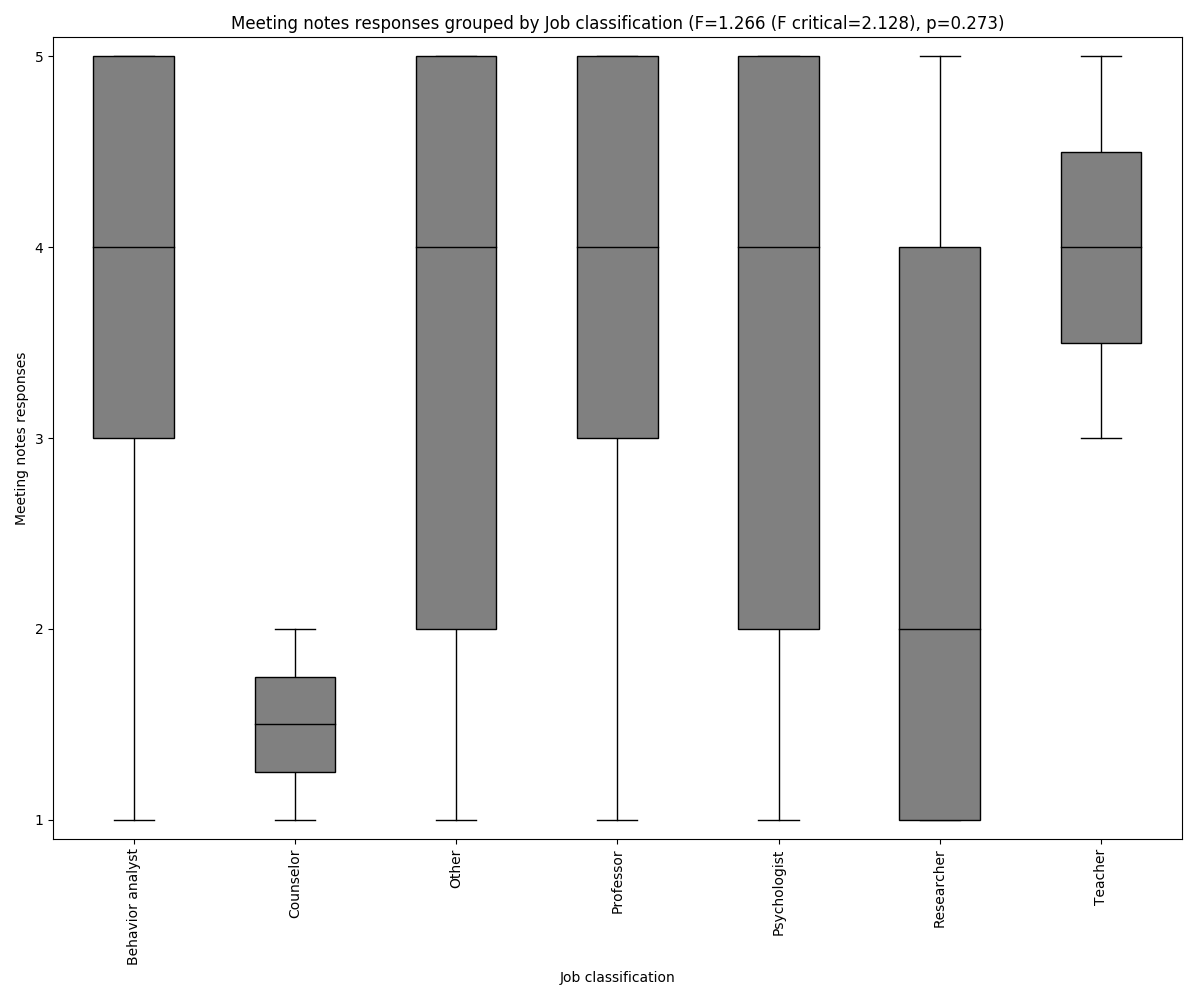 Meeting notes responses grouped by Job classification (F=1.266 (F critical=2.128), p=0.273)
Meeting notes responses
5
4
3
2
1
Behavior analyst
Counselor
Other
Professor
Psychologist
Researcher
Teacher
Job classification